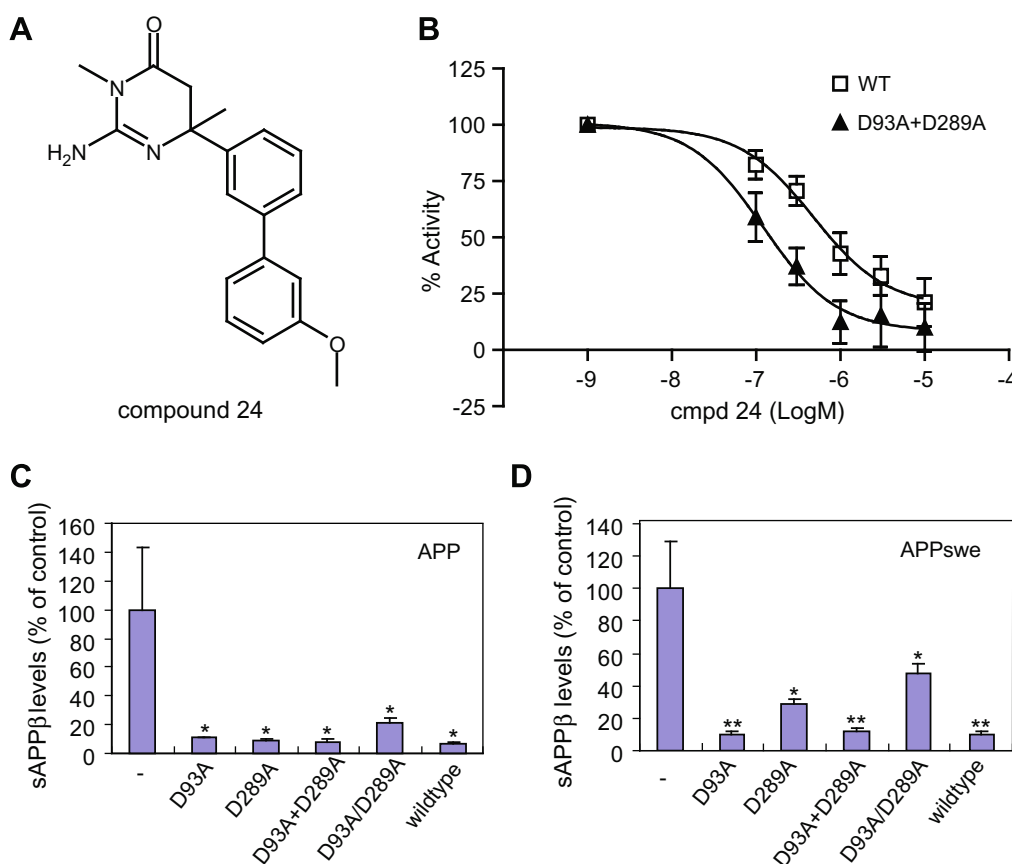 A
O
N
H2N
N
O
compound 24
B
125
100
75
50
25
0
-25
% Activity
WT
D93A+D289A
-9
-8
-7
-6
-5
-4
cmpd 24 (LogM)
C
160
140
120
100
80
60
40
20
0
sAPPβ levels (% of control)
APP
* * * * *
-
D93A
D289A
D93A+D289A
D93A/D289A
wildtype
D
140
120
100
80
60
40
20
0
sAPPβ levels (% of control)
APPswe
** * ** * **
-
D93A
D289A
D93A+D289A
D93A/D289A
wildtype